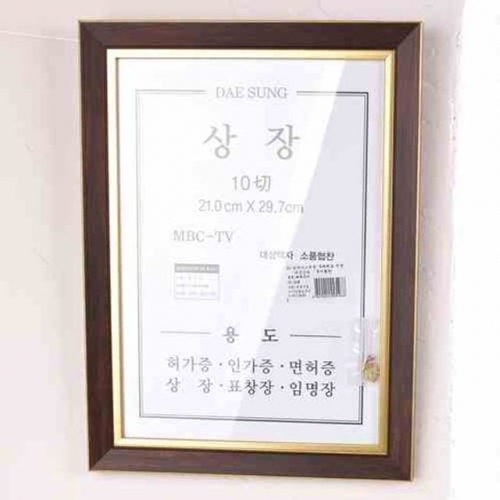 DAE SUNG
상 장
10切
21.0cm X 29.7cm
MBC-TV
대상액자 소품협찬
용 도
허가증·인가증·면허증
상 장·표창장·임명장